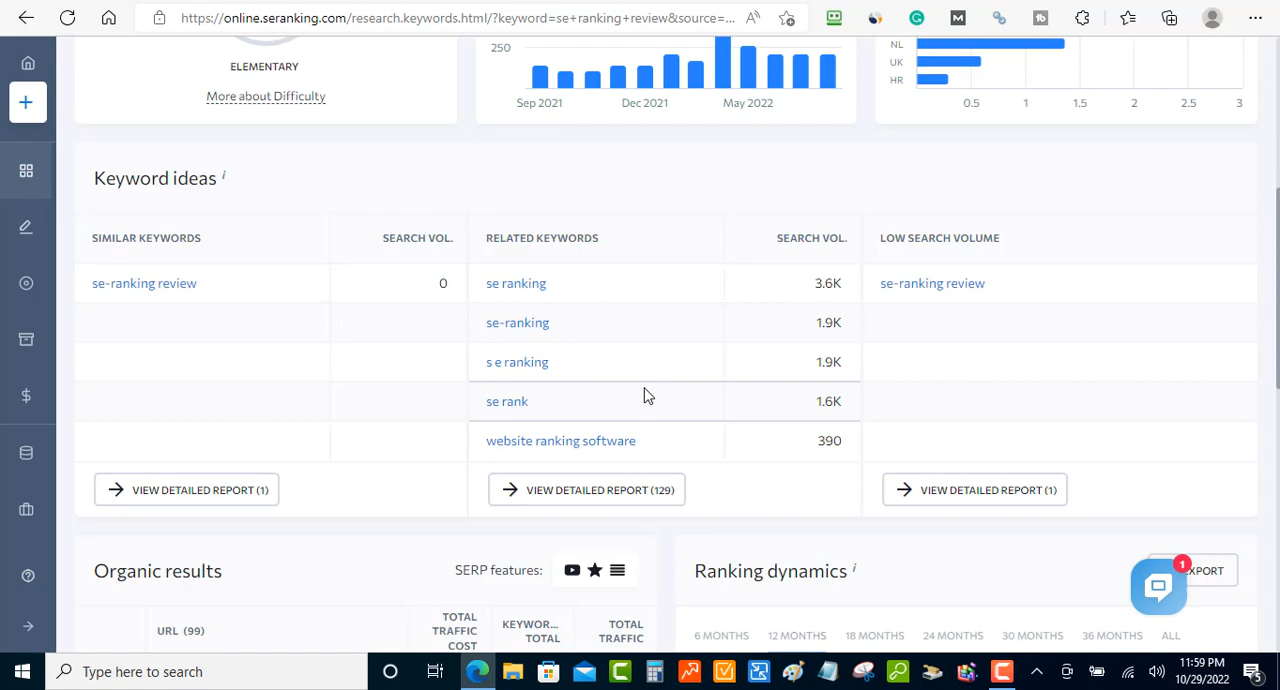 https://online.seranking.com/research.keywords.html/?keyword=se+ranking+review&source=...
ELEMENTARY
More about Difficulty
250
Sep 2021 Dec 2021 May 2022
NL
UK
HR
0.5 1 1.5 2 2.5 3
Keyword ideas i
SIMILAR KEYWORDS SEARCH VOL. RELATED KEYWORDS SEARCH VOL. LOW SEARCH VOLUME
se-ranking review 0 se ranking 3.6K se-ranking review
se-ranking 1.9K
s e ranking 1.9K
se rank 1.6K
website ranking software 390
VIEW DETAILED REPORT (1) VIEW DETAILED REPORT (129) VIEW DETAILED REPORT (1)
Organic results SERP features: Ranking dynamics i EXPORT
1
URL (99) TOTAL TRAFFIC COST KEYWOR... TOTAL TOTAL TRAFFIC
6 MONTHS 12 MONTHS 18 MONTHS 24 MONTHS 30 MONTHS 36 MONTHS ALL
Type here to search
11:59 PM
10/29/2022
5